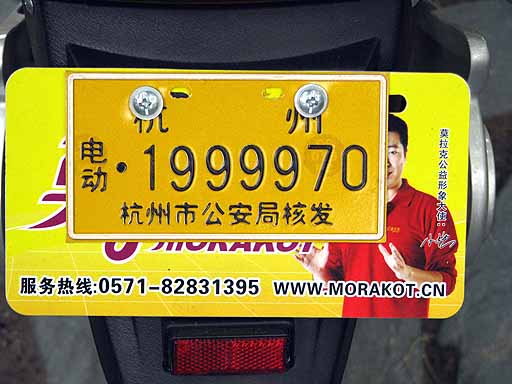 杭 州
电动
·1999970
杭州市公安局核发
MORAKOT
莫拉克公益形象大使:
服务热线:0571-82831395 WWW.MORAKOT.CN